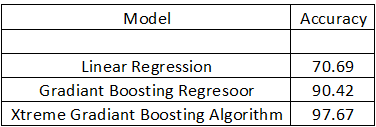 Model Accuracy
Linear Regression 70.69
Gradiant Boosting Regresoor 90.42
Xtreme Gradiant Boosting Algorithm 97.67